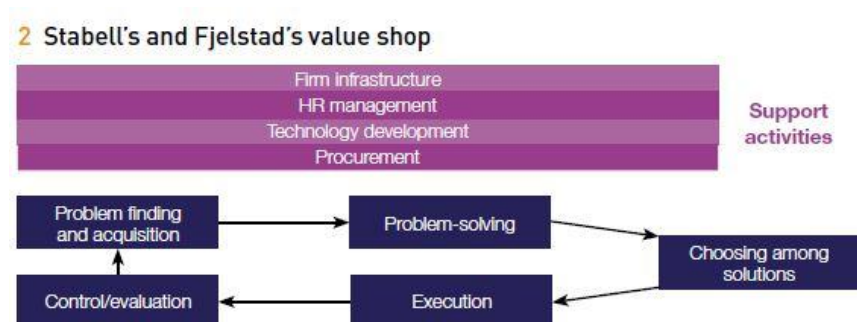 2 Stabell's and Fjelstad's value shop
Firm infrastructure
HR management
Technology development
Procurement
Support
activities
Problem finding
and acquisition
Problem-solving
Choosing among
solutions
Control/evaluation
Execution